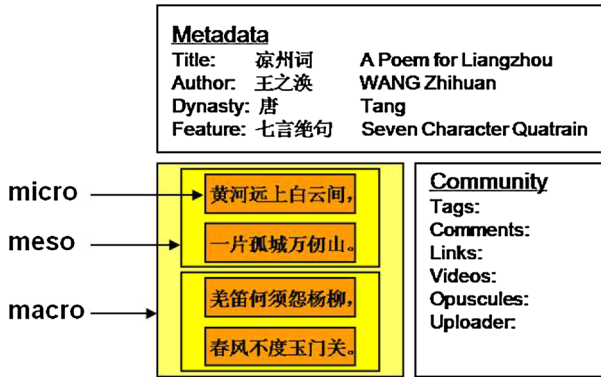 Metadata
Title: 凉州词 A Poem for Liangzhou
Author: 王之涣 WANG Zhihuan
Dynasty: 唐 Tang
Feature: 七言绝句 Seven Character Quatrain
micro
meso
macro
黄河远上白云间，
一片孤城万仞山。
羌笛何须怨杨柳，
春风不度玉门关。
Community
Tags:
Comments:
Links:
Videos:
Opuscules:
Uploader: